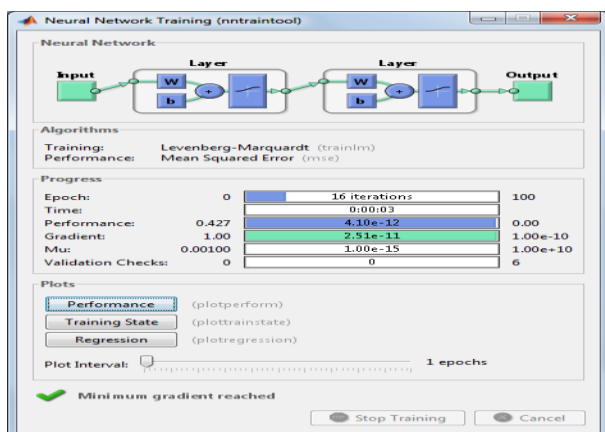 Neural Network Training (nntraintool)
Neural Network
Layer Layer
Input W b + W b + Output
Algorithms
Training: Levenberg-Marquardt (trainlm)
Performance: Mean Squared Error (mse)
Progress
Epoch: 0 16 iterations 100
Time: 0:00:03
Performance: 0.427 4.10e-12 0.00
Gradient: 1.00 2.51e-11 1.00e-10
Mu: 0.00100 1.00e-15 1.00e+10
Validation Checks: 0 0 6
Plots
Performance (plotperform)
Training State (plottrainstate)
Regression (plotregression)
Plot Interval: 1 epochs
Minimum gradient reached
Stop Training Cancel